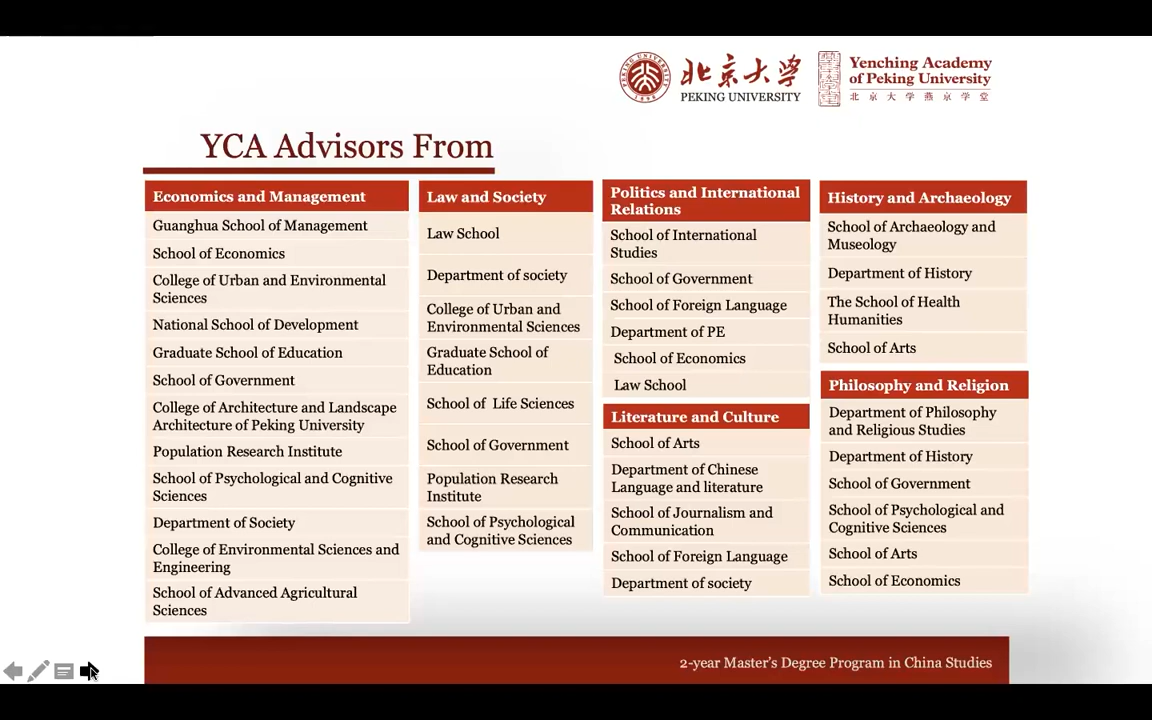 PEKING UNIVERSITY
1898
北京大学
PEKING UNIVERSITY
Yenching Academy
of Peking University
北京大学燕京学堂
YCA Advisors From
Economics and Management
Guanghua School of Management
School of Economics
College of Urban and Environmental
Sciences
National School of Development
Graduate School of Education
School of Government
College of Architecture and Landscape
Architecture of Peking University
Population Research Institute
School of Psychological and Cognitive
Sciences
Department of Society
College of Environmental Sciences and
Engineering
School of Advanced Agricultural
Sciences
Law and Society
Law School
Department of society
College of Urban and
Environmental Sciences
Graduate School of
Education
School of Life Sciences
School of Government
Population Research
Institute
School of Psychological
and Cognitive Sciences
Politics and International
Relations
School of International
Studies
School of Government
School of Foreign Language
Department of PE
School of Economics
Law School
Literature and Culture
School of Arts
Department of Chinese
Language and literature
School of Journalism and
Communication
School of Foreign Language
Department of society
History and Archaeology
School of Archaeology and
Museology
Department of History
The School of Health
Humanities
School of Arts
Philosophy and Religion
Department of Philosophy
and Religious Studies
Department of History
School of Government
School of Psychological and
Cognitive Sciences
School of Arts
School of Economics
2-year Master's Degree Program in China Studies